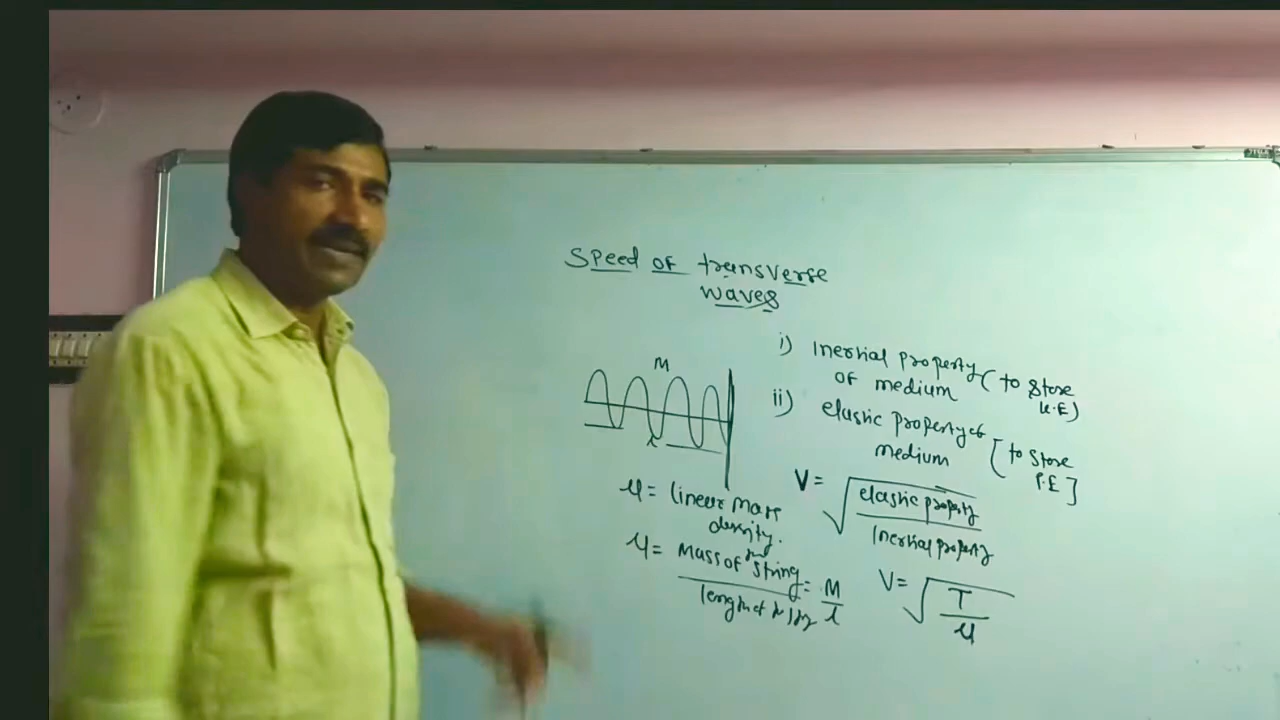 Speed of transverse
waves
M
l
i) Inertial property
of medium (to store
K.E)
ii) elastic property of
medium [to store
P.E]
V = √ elastic property
Inertial property
μ = linear mass
density.
μ = Mass of the string = M
length of the string l
V = √ T
μ